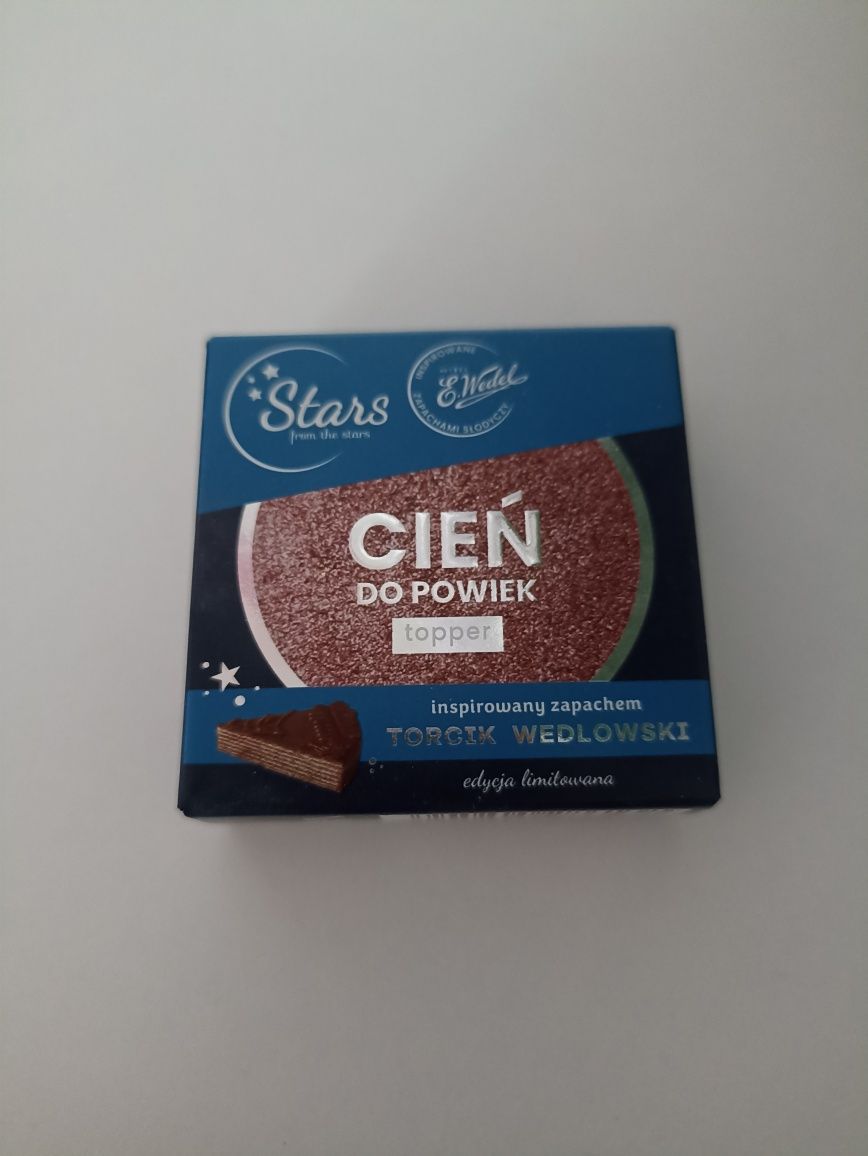 Stars
from the stars
INSPIROWANE
E.Wedel
ZAPACHAMI SŁODYCZY
CIEŃ
DO POWIEK
topper
inspirowany zapachem
TORCIK WEDLOWSKI
edycja limitowana